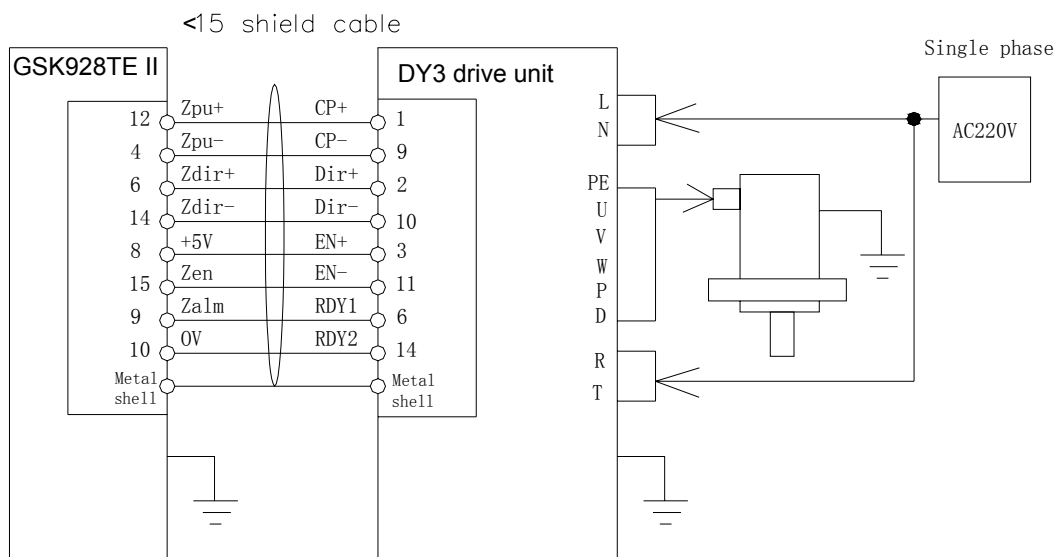 <15 shield cable
GSK928TE II
DY3 drive unit
Single phase
AC220V
12 Zpu+ CP+ 1
4 Zpu- CP- 9
6 Zdir+ Dir+ 2
14 Zdir- Dir- 10
8 +5V EN+ 3
15 Zen EN- 11
9 Zalm RDY1 6
10 0V RDY2 14
Metal shell
Metal shell
L
N
PE
U
V
W
P
D
R
T